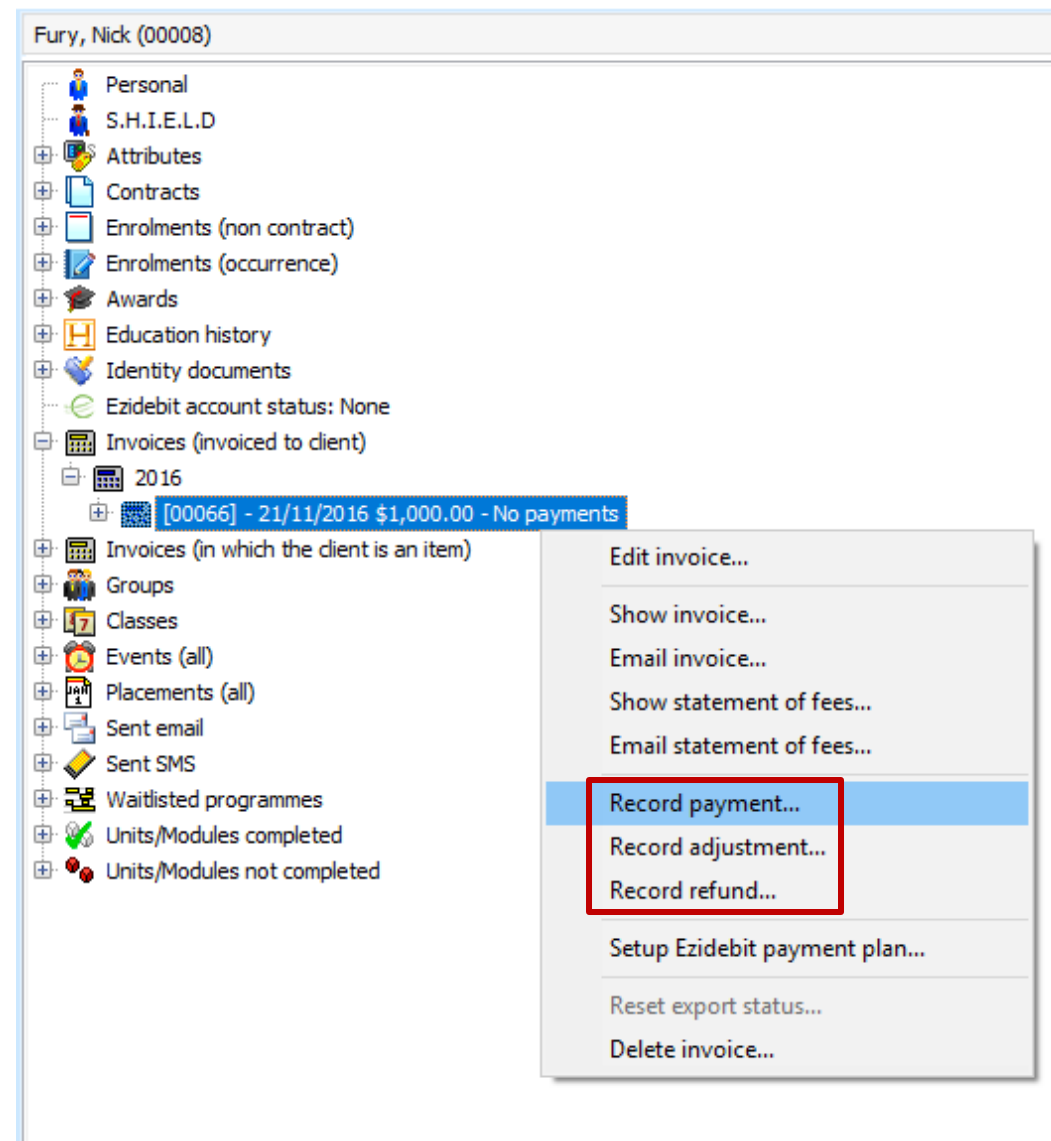 Fury, Nick (00008)
Personal
S.H.I.E.L.D
Attributes
Contracts
Enrolments (non contract)
Enrolments (occurrence)
Awards
H Education history
Identity documents
Ezidebit account status: None
Invoices (invoiced to client)
2016
[00066] - 21/11/2016 $1,000.00 - No payments
Invoices (in which the client is an item)
Groups
7 Classes
Events (all)
JAN 1 Placements (all)
Sent email
Sent SMS
Waitlisted programmes
Units/Modules completed
Units/Modules not completed
Edit invoice...
Show invoice...
Email invoice...
Show statement of fees...
Email statement of fees...
Record payment...
Record adjustment...
Record refund...
Setup Ezidebit payment plan...
Reset export status...
Delete invoice...